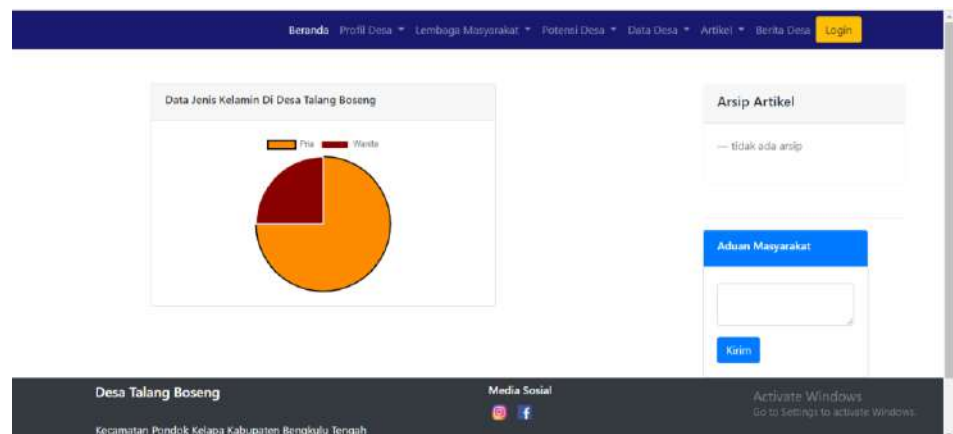 Beranda Profil Desa Lembaga Masyarakat Potensi Desa Data Desa Artikel Berita Desa Login
Data Jenis Kelamin Di Desa Talang Boseng
Pria Wanita
Arsip Artikel
— tidak ada arsip
Aduan Masyarakat
Kirim
Desa Talang Boseng
Media Sosial
Kecamatan Pondok Kelapa Kabupaten Bengkulu Tengah
Activate Windows
Go to Settings to activate Windows.